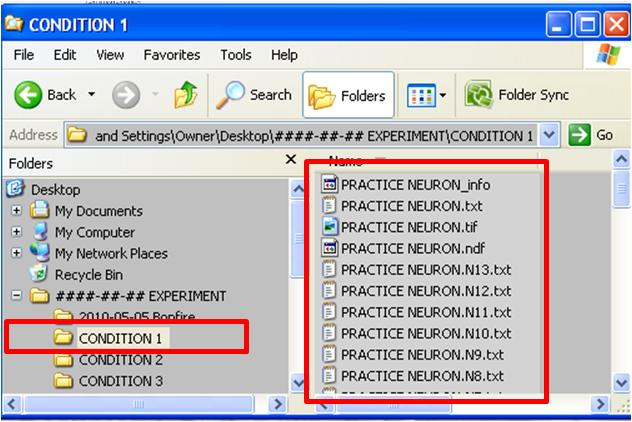 CONDITION 1
File Edit View Favorites Tools Help
Back Search Folders Folder Sync
Address and Settings\Owner\Desktop\####-##-## EXPERIMENT\CONDITION 1 Go
Folders
Name
Desktop
My Documents
My Computer
My Network Places
Recycle Bin
####-##-## EXPERIMENT
2010-05-05 Bonfire
CONDITION 1
CONDITION 2
CONDITION 3
PRACTICE NEURON_info
PRACTICE NEURON.txt
PRACTICE NEURON.tif
PRACTICE NEURON.ndf
PRACTICE NEURON.N13.txt
PRACTICE NEURON.N12.txt
PRACTICE NEURON.N11.txt
PRACTICE NEURON.N10.txt
PRACTICE NEURON.N9.txt
PRACTICE NEURON.N8.txt